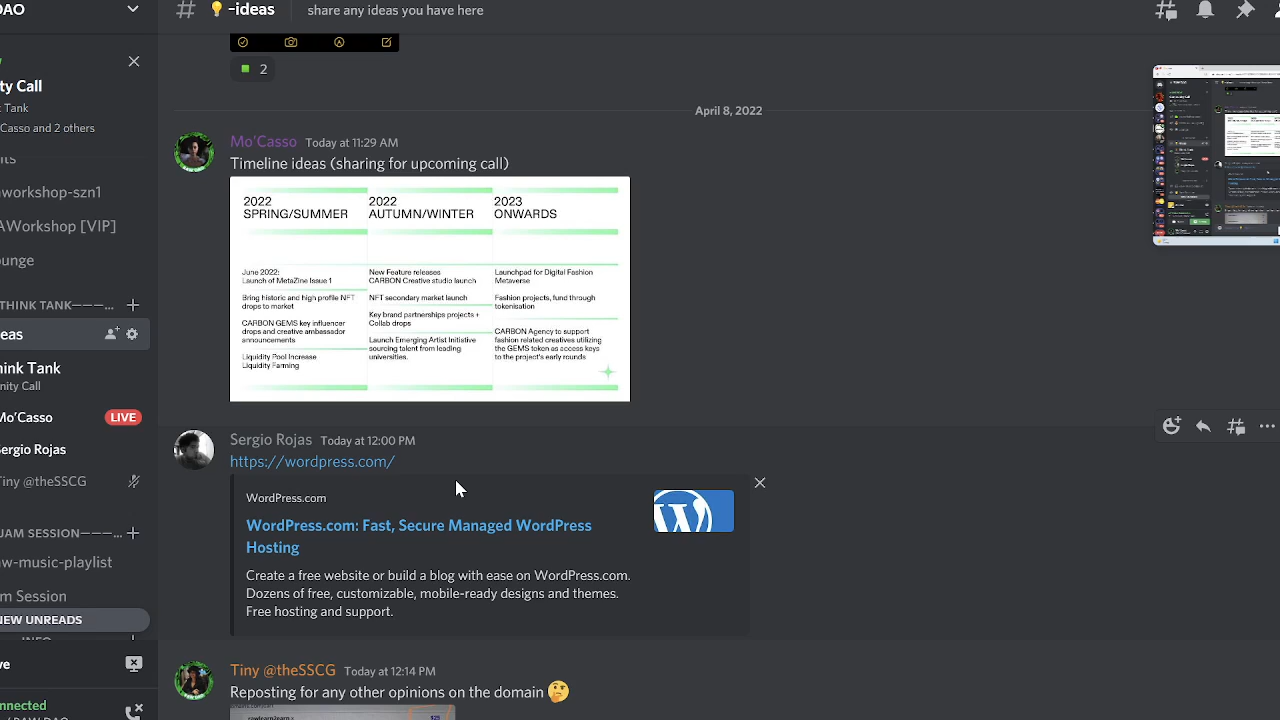 DAO
# 💡-ideas share any ideas you have here
2
nty Call
Tank
Casso and 2 others
workshop-szn1
AWorkshop [VIP]
ounge
THINK TANK———...
eas
hink Tank
nity Call
Mo'Casso LIVE
Sergio Rojas
Tiny @theSSCG
JAM SESSION———...
aw-music-playlist
m Session
NEW UNREADS
INFO
April 8, 2022
Mo'Casso Today at 11:29 AM
Timeline ideas (sharing for upcoming call)
2022
SPRING/SUMMER
June 2022:
Launch of MetaZine Issue 1
Bring historic and high profile NFT
drops to market
CARBON GEMS key influencer
drops and creative ambassador
announcements
Liquidity Pool Increase
Liquidity Farming
2022
AUTUMN/WINTER
New Feature releases
CARBON Creative studio launch
NFT secondary market launch
Key brand partnerships projects +
Collab drops
Launch Emerging Artist Initiative
sourcing talent from leading
universities.
2023
ONWARDS
Launchpad for Digital Fashion
Metaverse
Fashion projects, fund through
tokenisation
CARBON Agency to support
fashion related creatives utilizing
the GEMS token as access keys
to the project's early rounds
Sergio Rojas Today at 12:00 PM
https://wordpress.com/
WordPress.com
WordPress.com: Fast, Secure Managed WordPress
Hosting
Create a free website or build a blog with ease on WordPress.com.
Dozens of free, customizable, mobile-ready designs and themes.
Free hosting and support.
Tiny @theSSCG Today at 12:14 PM
Reposting for any other opinions on the domain 🤔